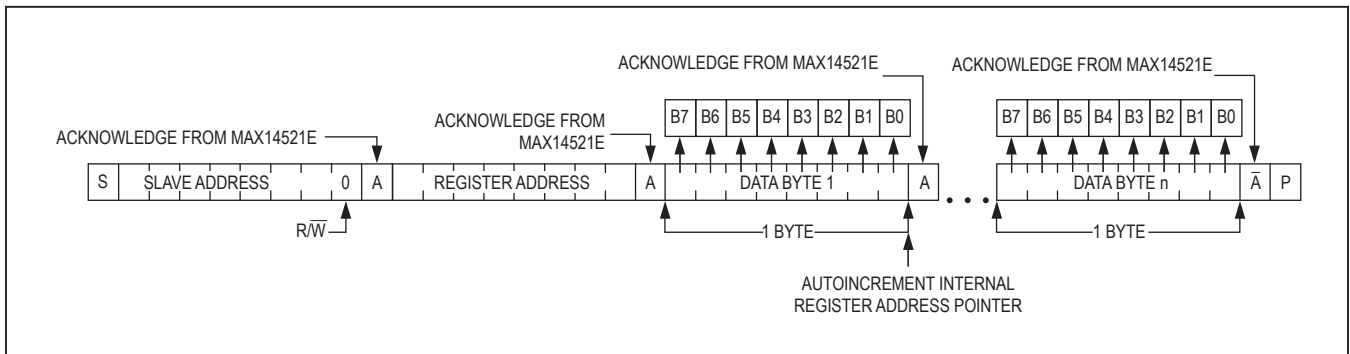 ACKNOWLEDGE FROM MAX14521E
ACKNOWLEDGE FROM MAX14521E
B7 B6 B5 B4 B3 B2 B1 B0
B7 B6 B5 B4 B3 B2 B1 B0
ACKNOWLEDGE FROM
MAX14521E
ACKNOWLEDGE FROM MAX14521E
S SLAVE ADDRESS 0 A REGISTER ADDRESS A DATA BYTE 1 A • • • DATA BYTE n A̅ P
R/W̅
1 BYTE
1 BYTE
AUTOINCREMENT INTERNAL
REGISTER ADDRESS POINTER